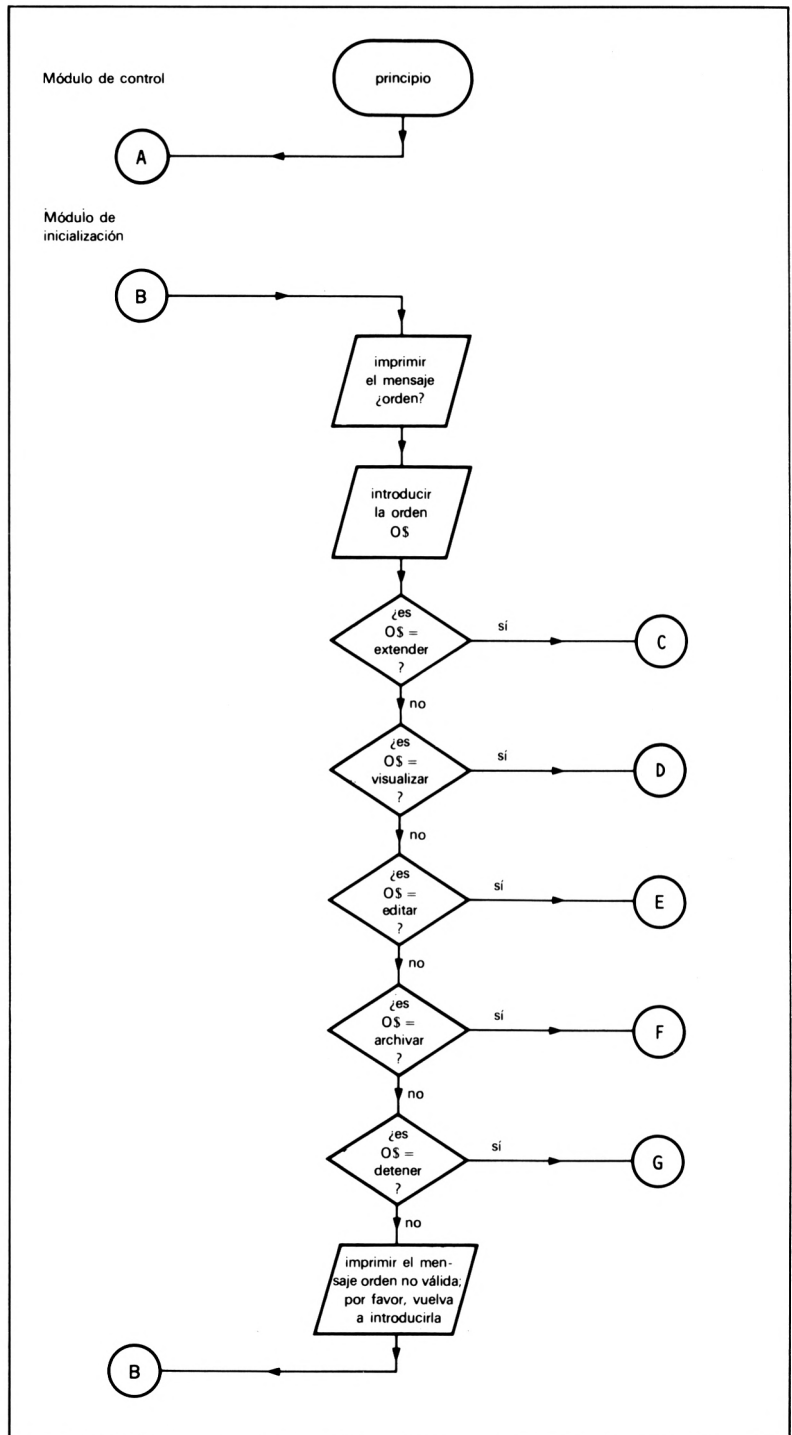 Módulo de control
principio
A
Módulo de
inicialización
B
imprimir
el mensaje
¿orden?
introducir
la orden
O$
¿es
O$ =
extender
?
sí
C
no
¿es
O$ =
visualizar
?
sí
D
no
¿es
O$ =
editar
?
sí
E
no
¿es
O$ =
archivar
?
sí
F
no
¿es
O$ =
detener
?
sí
G
no
imprimir el men-
saje orden no válida;
por favor, vuelva
a introducirla
B